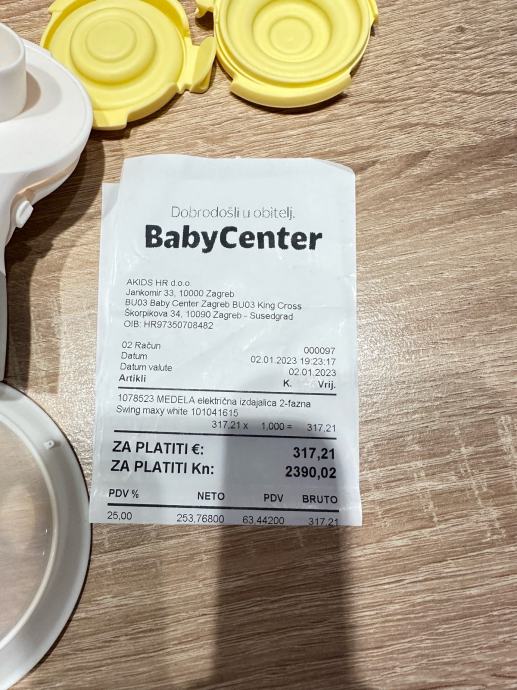 Dobrodošli u obitelj.
BabyCenter
AKIDS HR d.o.o.
Jankomir 33, 10000 Zagreb
BU03 Baby Center Zagreb BU03 King Cross
Škorpikova 34, 10090 Zagreb - Susedgrad
OIB: HR97350708482
02 Račun 000097
Datum 02.01.2023 19:23:17
Datum valute 02.01.2023
Artikli K. Vrij.
1078523 MEDELA električna izdajalica 2-fazna
Swing maxy white 101041615
317,21 x 1,000 = 317,21
ZA PLATITI €: 317,21
ZA PLATITI Kn: 2390,02
PDV % NETO PDV BRUTO
25,00 253,76800 63,44200 317,21